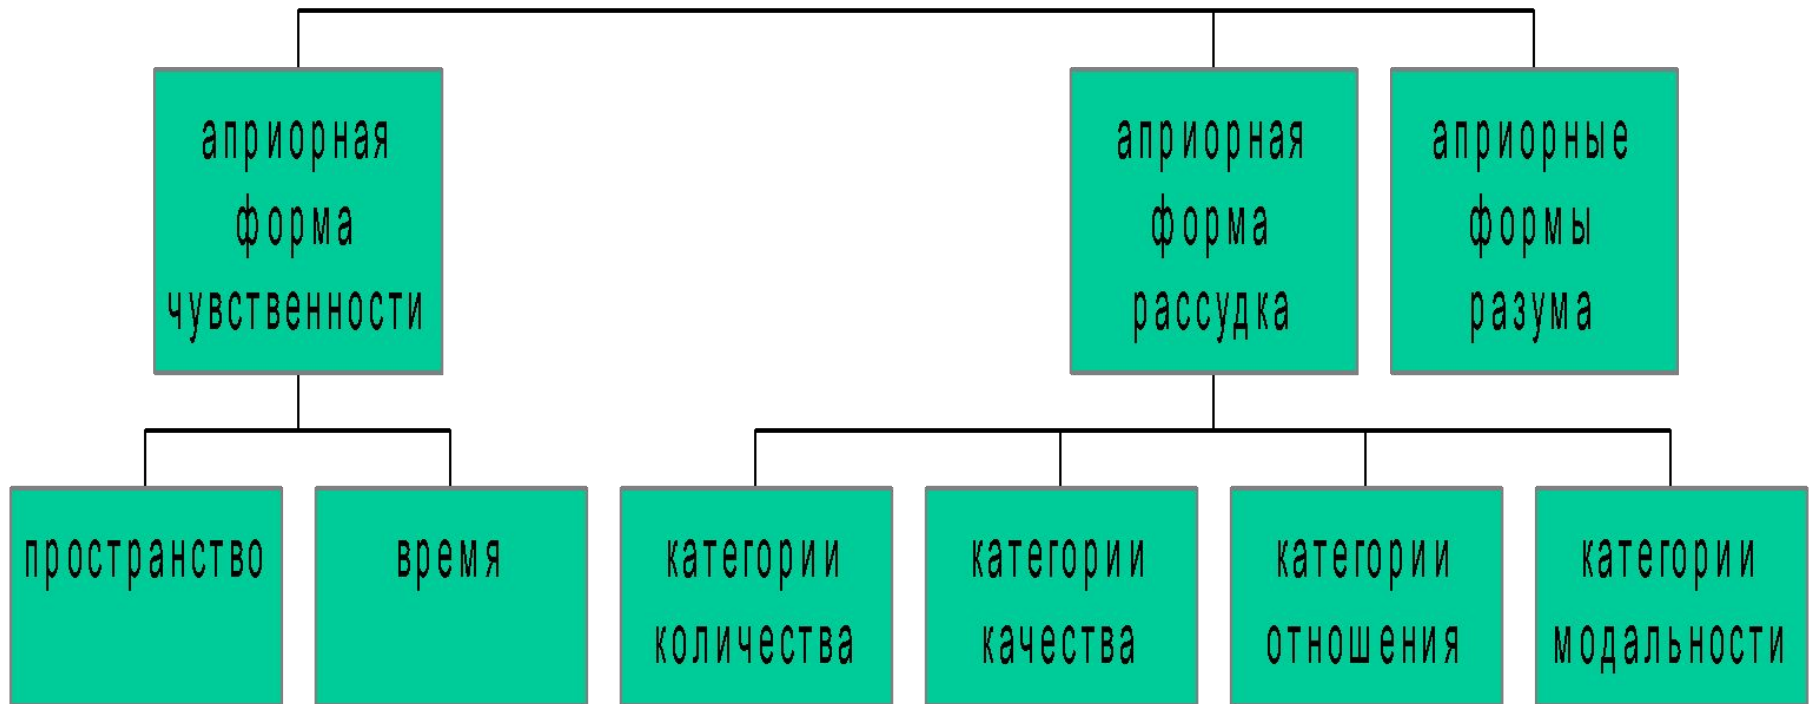 априорная
форма
чувственности
априорная
форма
рассудка
априорные
формы
разума
пространство
время
категории
количества
категории
качества
категории
отношения
категории
модальности